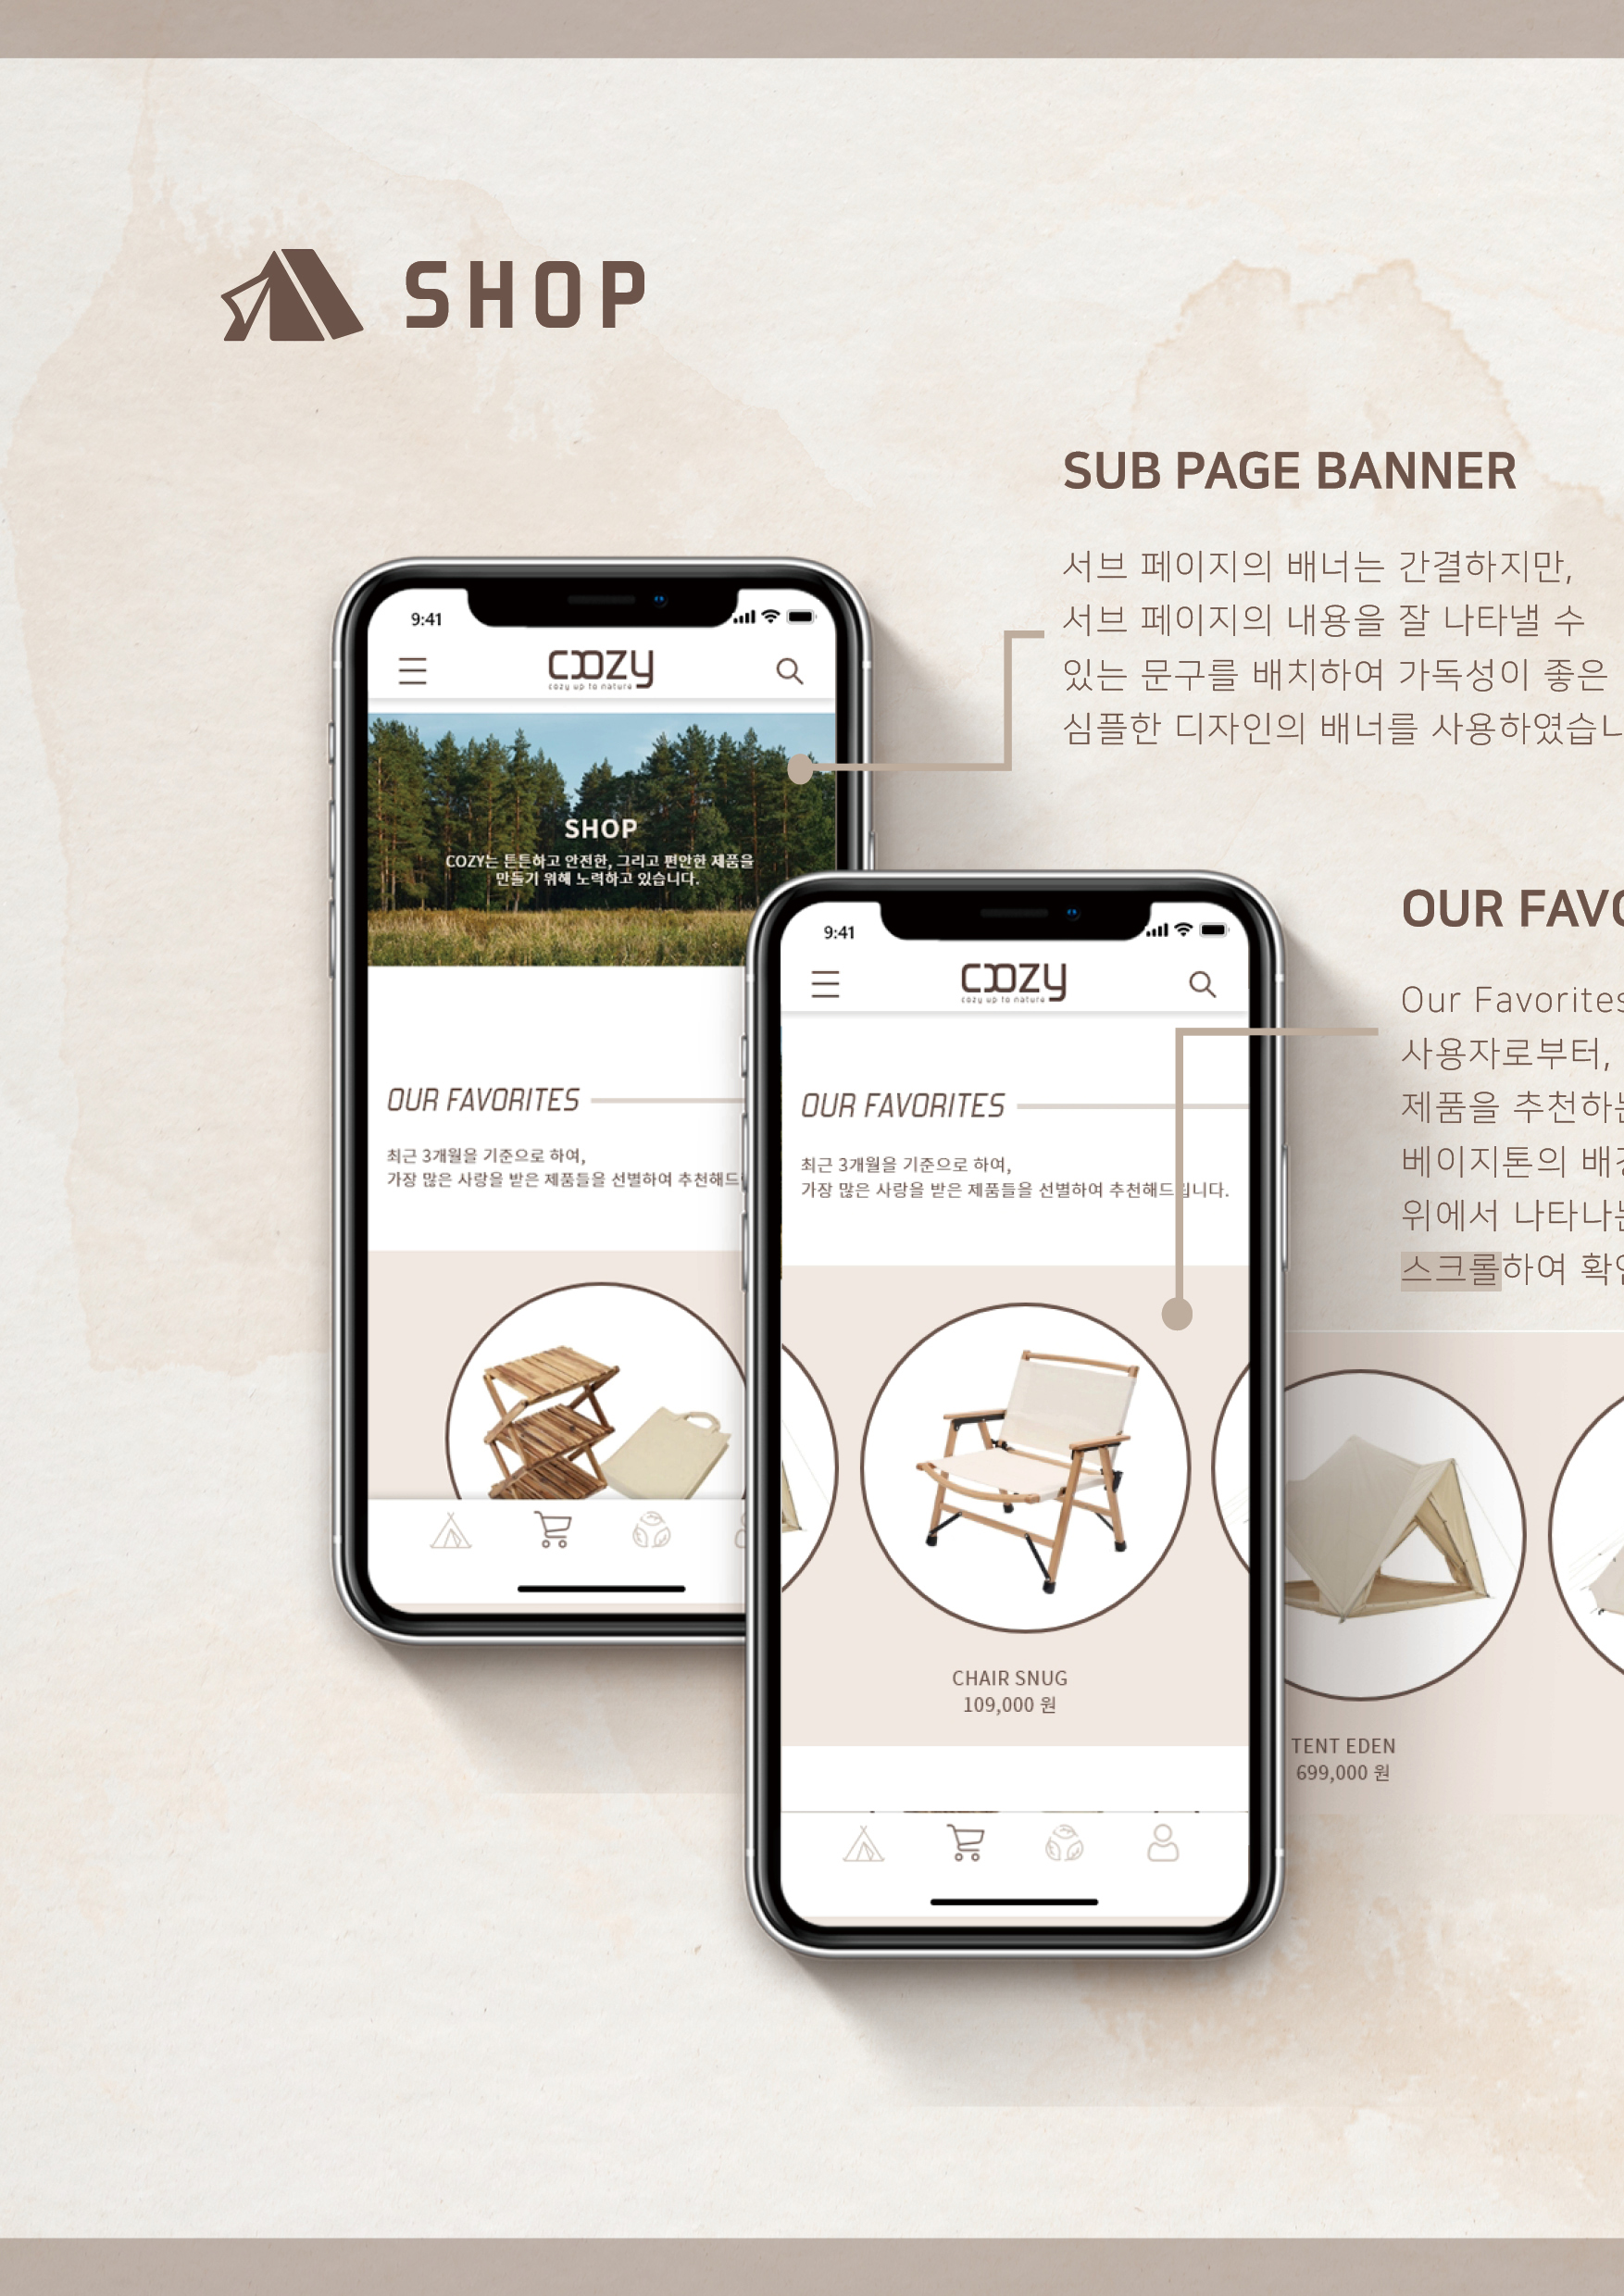 SHOP
SUB PAGE BANNER
서브 페이지의 배너는 간결하지만,
서브 페이지의 내용을 잘 나타낼 수
있는 문구를 배치하여 가독성이 좋은
심플한 디자인의 배너를 사용하였습니
9:41
COZY
cozy up to nature
SHOP
COZY는 튼튼하고 안전한, 그리고 편안한 제품을
만들기 위해 노력하고 있습니다.
OUR FAVORITES
최근 3개월을 기준으로 하여,
가장 많은 사랑을 받은 제품들을 선별하여 추천해드
OUR FAVO
Our Favorites
사용자로부터,
제품을 추천하는
베이지톤의 배경
위에서 나타나는
스크롤하여 확인
9:41
COZY
cozy up to nature
OUR FAVORITES
최근 3개월을 기준으로 하여,
가장 많은 사랑을 받은 제품들을 선별하여 추천해드립니다.
CHAIR SNUG
109,000 원
TENT EDEN
699,000 원